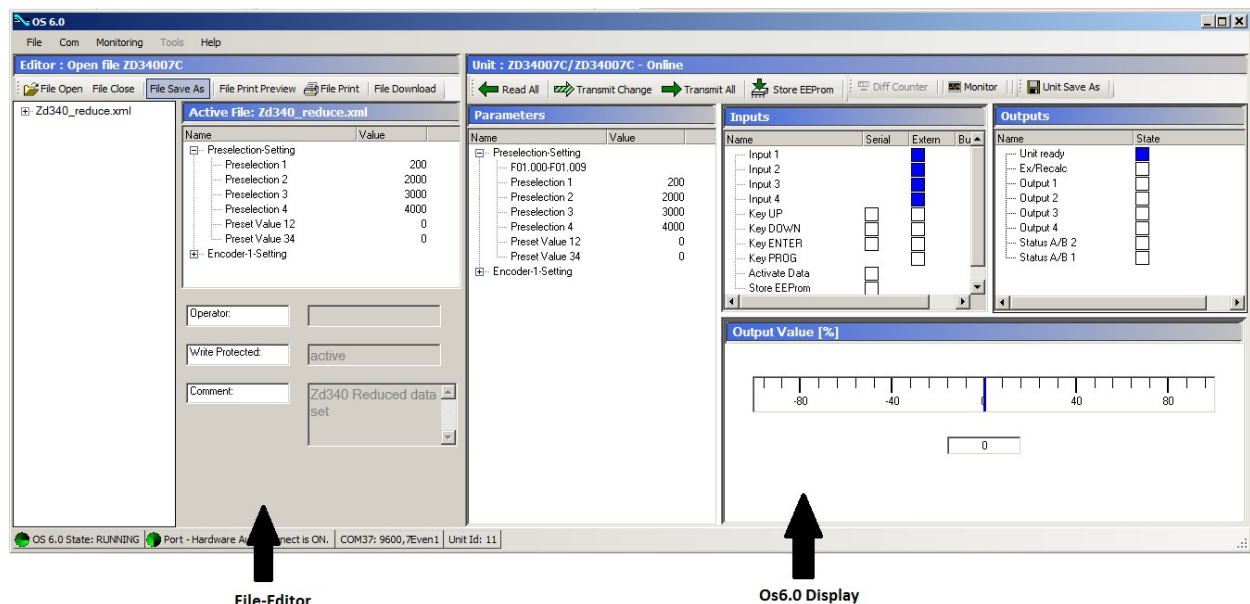 OS 6.0
File Com Monitoring Tools Help
Editor : Open file ZD34007C
File Open File Close File Save As File Print Preview File Print File Download
Zd340_reduce.xml
Active File: Zd340_reduce.xml
Name Value
Preselection-Setting
Preselection 1 200
Preselection 2 2000
Preselection 3 3000
Preselection 4 4000
Preset Value 12 0
Preset Value 34 0
Encoder-1-Setting
Operator:
Write Protected: active
Comment: Zd340 Reduced data
set
Unit : ZD34007C/ZD34007C - Online
Read All Transmit Change Transmit All Store EEProm Diff Counter Monitor Unit Save As
Parameters
Name Value
Preselection-Setting
F01.000-F01.009
Preselection 1 200
Preselection 2 2000
Preselection 3 3000
Preselection 4 4000
Preset Value 12 0
Preset Value 34 0
Encoder-1-Setting
Inputs
Name Serial Extern Bu
Input 1
Input 2
Input 3
Input 4
Key UP
Key DOWN
Key ENTER
Key PROG
Activate Data
Store EEProm
Outputs
Name State
Unit ready
Ex/Recalc
Output 1
Output 2
Output 3
Output 4
Status A/B 2
Status A/B 1
Output Value [%]
-80 -40 0 40 80
0
OS 6.0 State: RUNNING Port - Hardware is ON. COM37: 9600,7Even1 Unit Id: 11
File-Editor
Os6.0 Display